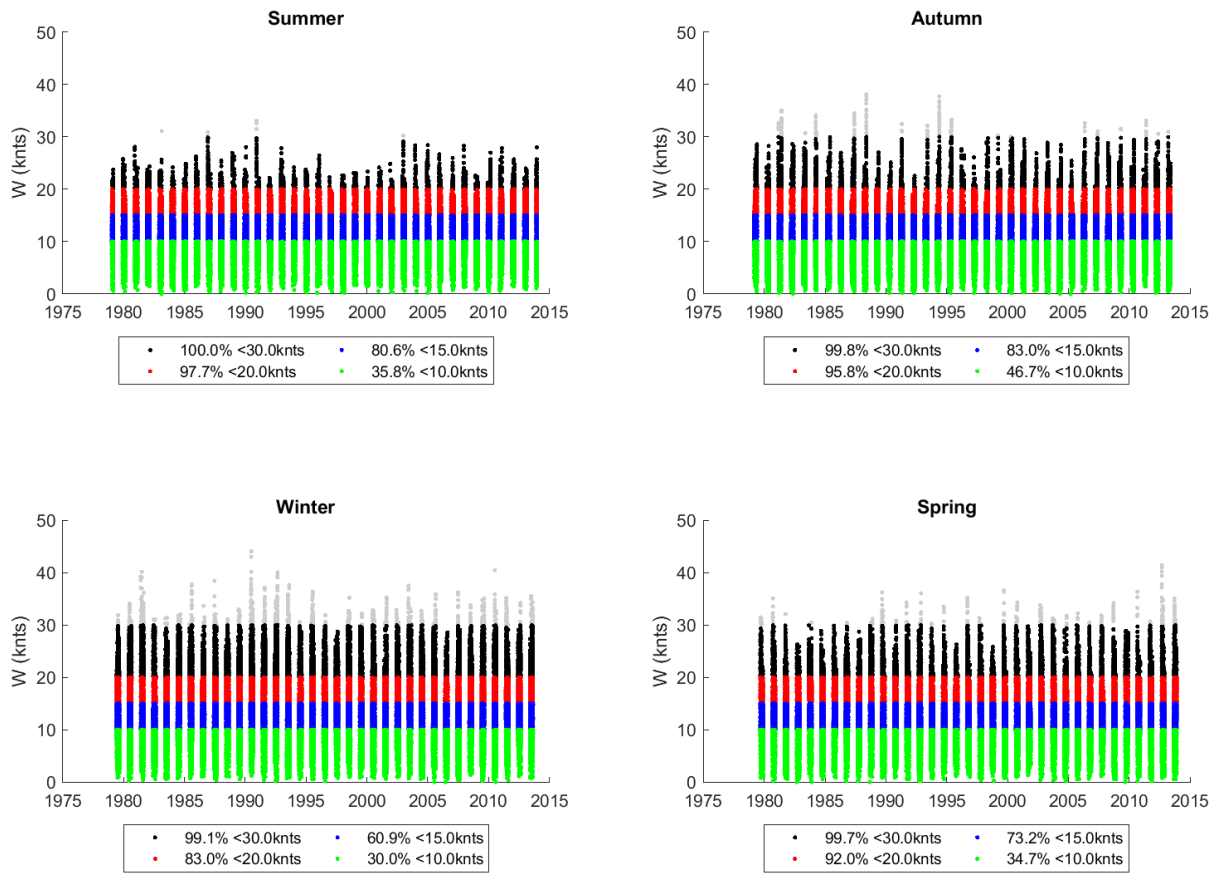 Summer
50
40
30
20
10
0
W (knts)
1975 1980 1985 1990 1995 2000 2005 2010 2015
100.0% <30.0knts 80.6% <15.0knts
97.7% <20.0knts 35.8% <10.0knts
Autumn
50
40
30
20
10
0
W (knts)
1975 1980 1985 1990 1995 2000 2005 2010 2015
99.8% <30.0knts 83.0% <15.0knts
95.8% <20.0knts 46.7% <10.0knts
Winter
50
40
30
20
10
0
W (knts)
1975 1980 1985 1990 1995 2000 2005 2010 2015
99.1% <30.0knts 60.9% <15.0knts
83.0% <20.0knts 30.0% <10.0knts
Spring
50
40
30
20
10
0
W (knts)
1975 1980 1985 1990 1995 2000 2005 2010 2015
99.7% <30.0knts 73.2% <15.0knts
92.0% <20.0knts 34.7% <10.0knts